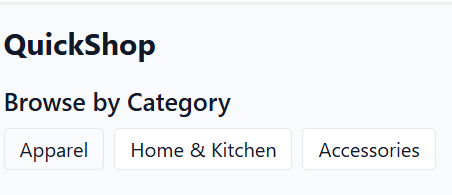 QuickShop
Browse by Category
Apparel Home & Kitchen Accessories